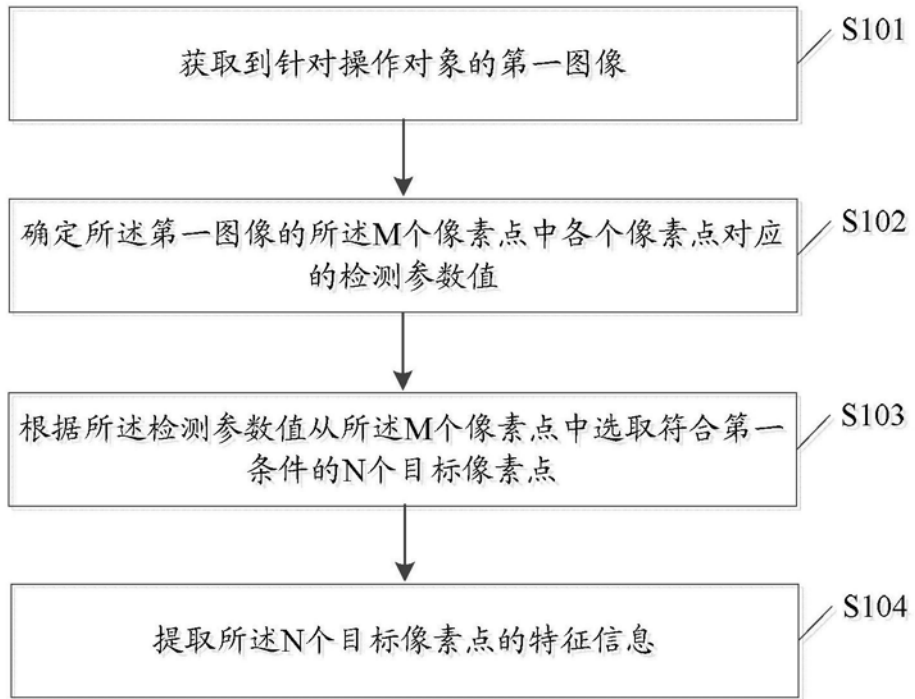 获取到针对操作对象的第一图像
S101
确定所述第一图像的所述M个像素点中各个像素点对应
的检测参数值
S102
根据所述检测参数值从所述M个像素点中选取符合第一
条件的N个目标像素点
S103
提取所述N个目标像素点的特征信息
S104